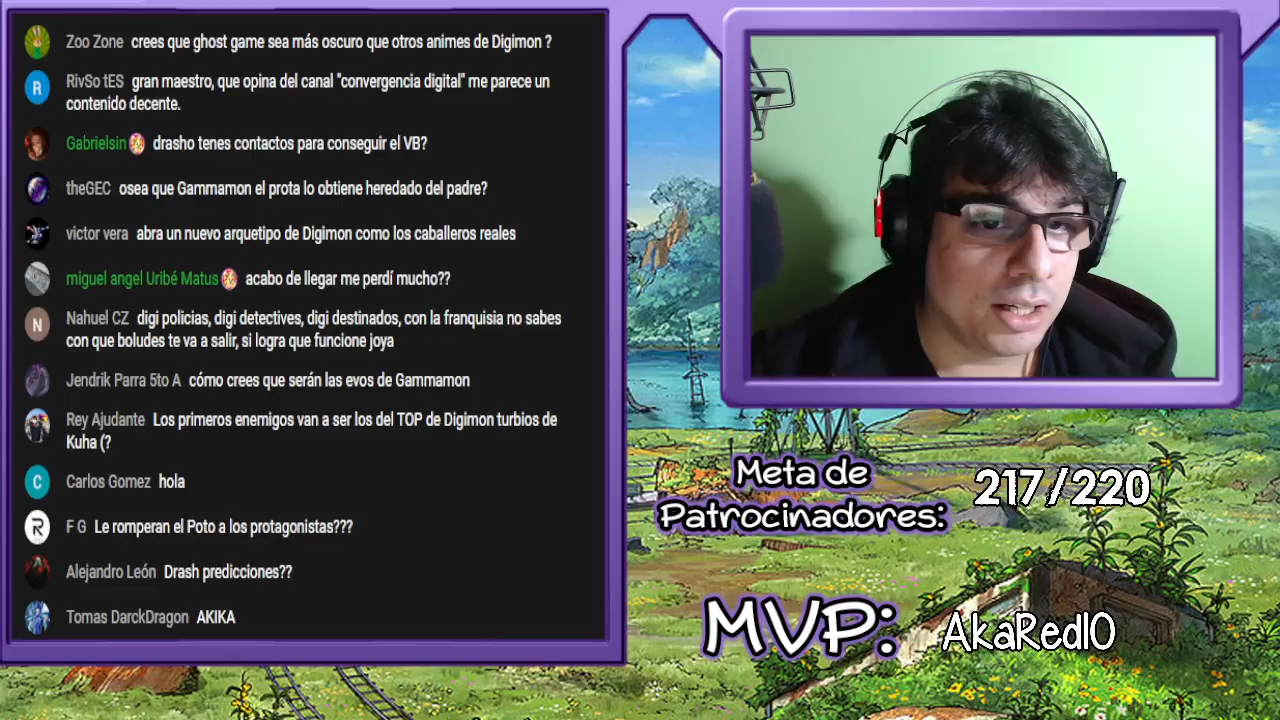 Zoo Zone crees que ghost game sea más oscuro que otros animes de Digimon ?
R RivSo tES gran maestro, que opina del canal "convergencia digital" me parece un
contenido decente.
Gabrielsin drasho tenes contactos para conseguir el VB?
theGEC osea que Gammamon el prota lo obtiene heredado del padre?
victor vera abra un nuevo arquetipo de Digimon como los caballeros reales
miguel angel Uribé Matus acabo de llegar me perdí mucho??
N Nahuel CZ digi policias, digi detectives, digi destinados, con la franquisia no sabes
con que boludes te va a salir, si logra que funcione joya
Jendrik Parra 5to A cómo crees que serán las evos de Gammamon
Rey Ajudante Los primeros enemigos van a ser los del TOP de Digimon turbios de
Kuha (?
C Carlos Gomez hola
R F G Le romperan el Poto a los protagonistas???
Alejandro León Drash predicciones??
Tomas DarckDragon AKIKA
Meta de
Patrocinadores:
217/220
MVP:
AkaRed10